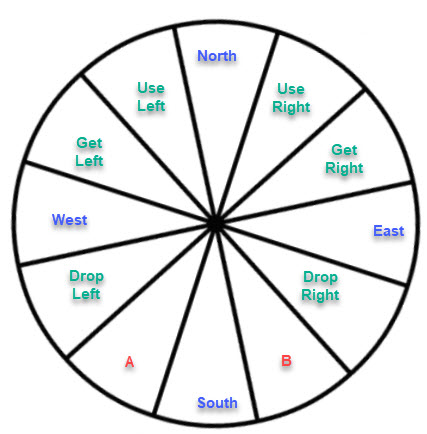 North
Use
Left
Use
Right
Get
Left
Get
Right
West
East
Drop
Left
Drop
Right
A
B
South